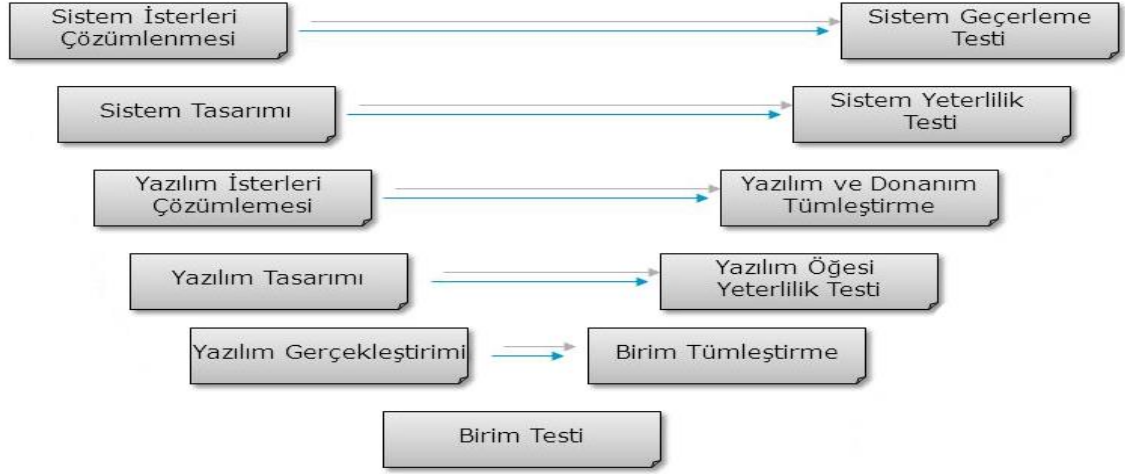 Sistem İsterleri
Çözümlenmesi
Sistem Geçerleme
Testi
Sistem Tasarımı
Sistem Yeterlilik
Testi
Yazılım İsterleri
Çözümlemesi
Yazılım ve Donanım
Tümleştirme
Yazılım Tasarımı
Yazılım Öğesi
Yeterlilik Testi
Yazılım Gerçekleştirimi
Birim Tümleştirme
Birim Testi